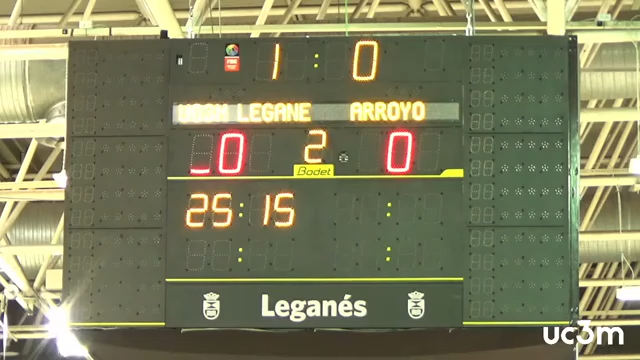 1 : 0
LEGANE ARROYO
0 2 0
Bodet
25:15
Leganés
uc3m